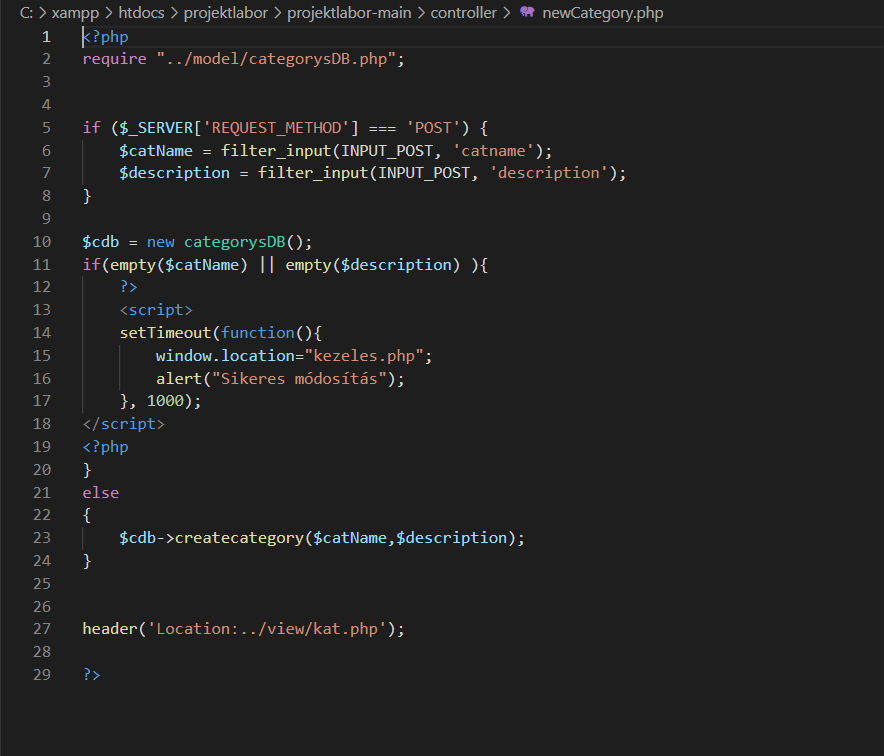 C: > xampp > htdocs > projektlabor > projektlabor-main > controller > newCategory.php
1 <?php
2 require "../model/categorysDB.php";
3
4
5 if ($_SERVER['REQUEST_METHOD'] === 'POST') {
6     $catName = filter_input(INPUT_POST, 'catname');
7     $description = filter_input(INPUT_POST, 'description');
8 }
9
10 $cdb = new categorysDB();
11 if(empty($catName) || empty($description) ){
12     ?>
13     <script>
14     setTimeout(function(){
15         window.location="kezeles.php";
16         alert("Sikeres módosítás");
17     }, 1000);
18 </script>
19 <?php
20 }
21 else
22 {
23     $cdb->createcategory($catName,$description);
24 }
25
26
27 header('Location:../view/kat.php');
28
29 ?>